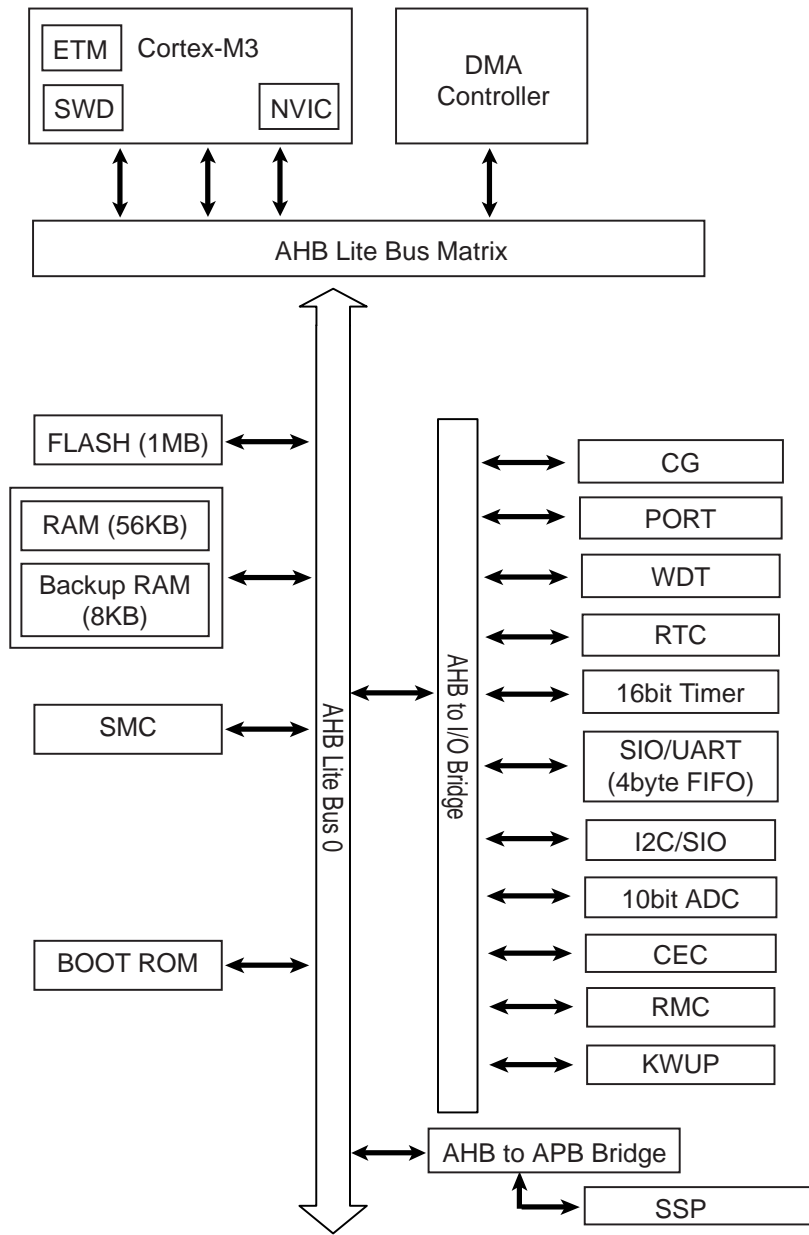 ETM
Cortex-M3
SWD
NVIC
DMA
Controller
AHB Lite Bus Matrix
FLASH (1MB)
RAM (56KB)
Backup RAM
(8KB)
SMC
BOOT ROM
AHB Lite Bus 0
AHB to I/O Bridge
CG
PORT
WDT
RTC
16bit Timer
SIO/UART
(4byte FIFO)
I2C/SIO
10bit ADC
CEC
RMC
KWUP
AHB to APB Bridge
SSP